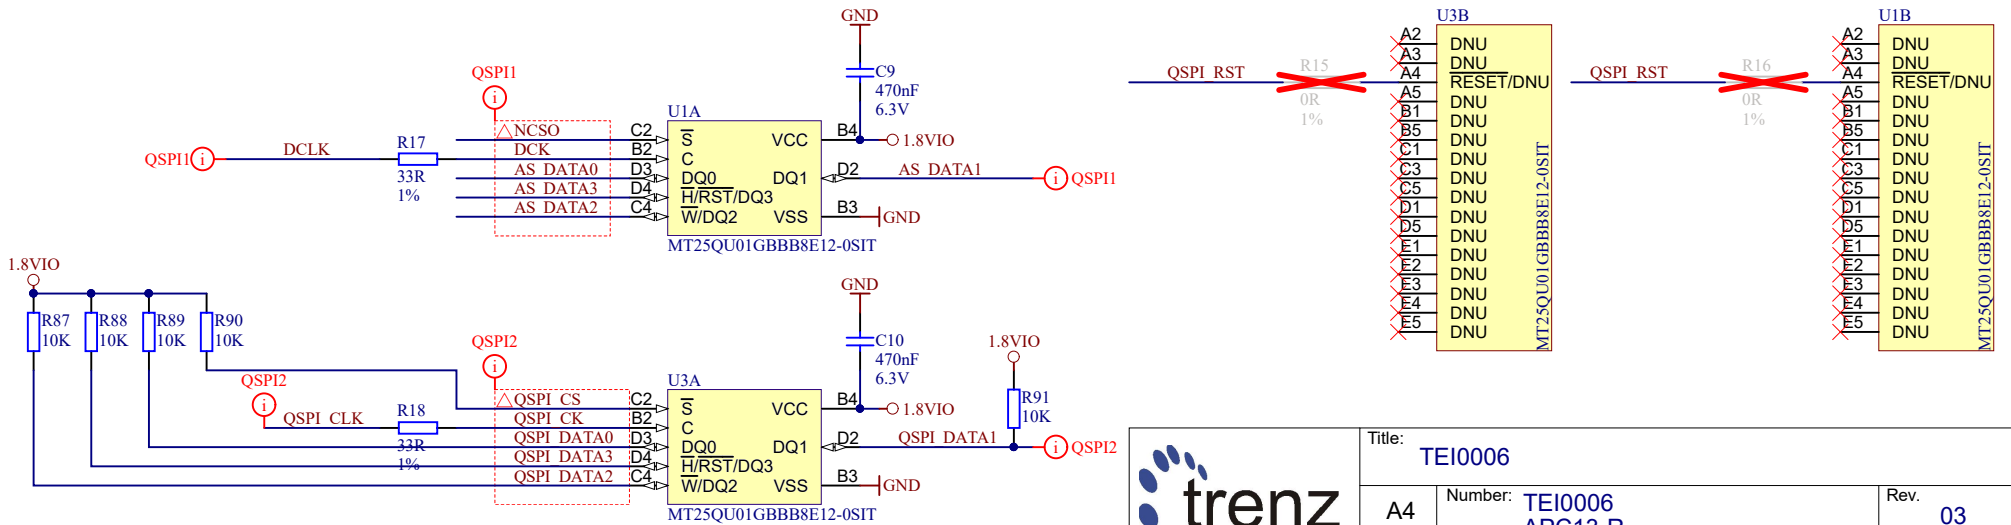 GND
C9
470nF
6.3V
QSPI1
U1A
NCSO
C2
S
VCC
B4
1.8VIO
QSPI1
DCLK
R17
33R
1%
DCK
B2
C
AS_DATA0
D3
DQ0
DQ1
D2
AS_DATA1
QSPI1
AS_DATA3
D4
H/RST/DQ3
AS_DATA2
C4
W/DQ2
VSS
B3
GND
MT25QU01GBBB8E12-0SIT
1.8VIO
R87
10K
R88
10K
R89
10K
R90
10K
GND
C10
470nF
6.3V
1.8VIO
R91
10K
QSPI2
QSPI2
U3A
QSPI_CS
C2
S
VCC
B4
1.8VIO
QSPI_CLK
R18
33R
1%
QSPI_CK
B2
C
QSPI_DATA0
D3
DQ0
DQ1
D2
QSPI_DATA1
QSPI2
QSPI_DATA3
D4
H/RST/DQ3
QSPI_DATA2
C4
W/DQ2
VSS
B3
GND
MT25QU01GBBB8E12-0SIT
U3B
A2 DNU
A3 DNU
QSPI_RST
R15
0R
1%
A4 RESET/DNU
A5 DNU
B1 DNU
B5 DNU
C1 DNU
C3 DNU
C5 DNU
D1 DNU
D5 DNU
E1 DNU
E2 DNU
E3 DNU
E4 DNU
E5 DNU
MT25QU01GBBB8E12-0SIT
U1B
A2 DNU
A3 DNU
QSPI_RST
R16
0R
1%
A4 RESET/DNU
A5 DNU
B1 DNU
B5 DNU
C1 DNU
C3 DNU
C5 DNU
D1 DNU
D5 DNU
E1 DNU
E2 DNU
E3 DNU
E4 DNU
E5 DNU
MT25QU01GBBB8E12-0SIT
trenz
Title:
TEI0006
A4
Number: TEI0006
Rev.
03